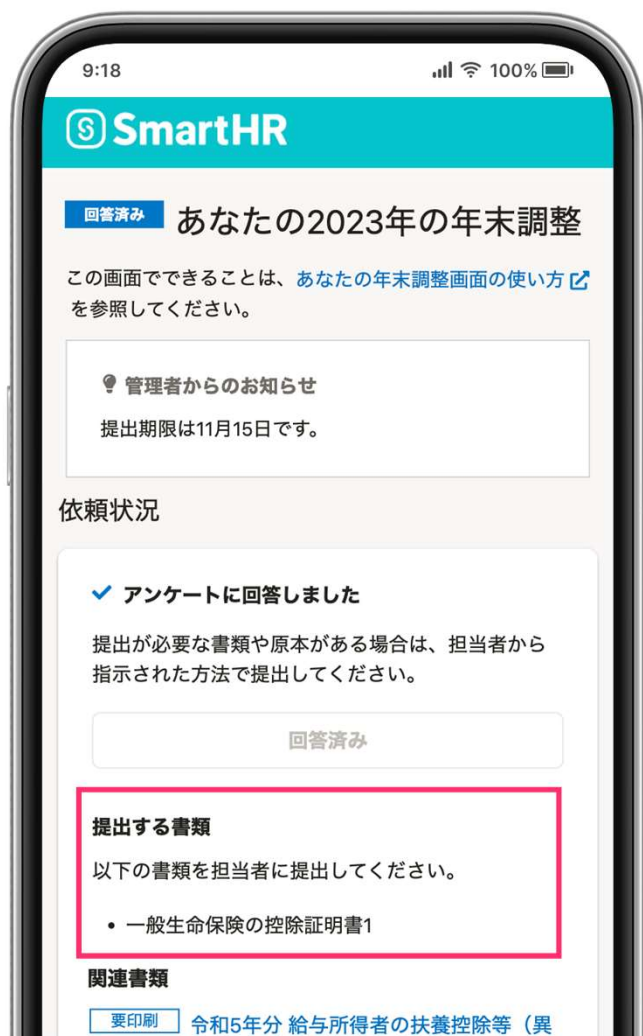 9:18 100%
SmartHR
回答済み あなたの2023年の年末調整
この画面でできることは、あなたの年末調整画面の使い方
を参照してください。
管理者からのお知らせ
提出期限は11月15日です。
依頼状況
アンケートに回答しました
提出が必要な書類や原本がある場合は、担当者から
指示された方法で提出してください。
回答済み
提出する書類
以下の書類を担当者に提出してください。
• 一般生命保険の控除証明書1
関連書類
要印刷 令和5年分 給与所得者の扶養控除等（異